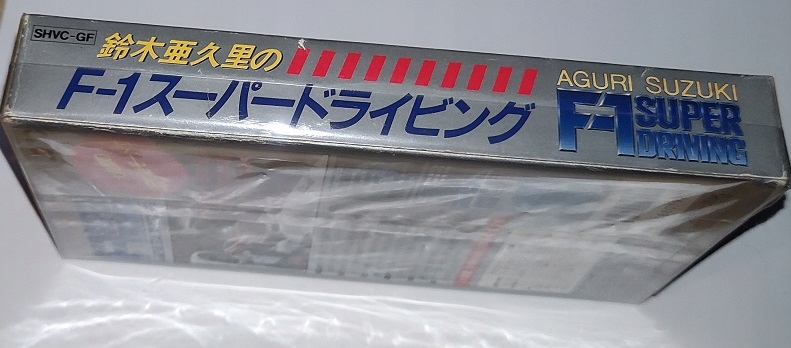 SHVC-GF
鈴木亜久里の
F-1スーパードライビング
AGURI SUZUKI
F-1 SUPER
DRIVING